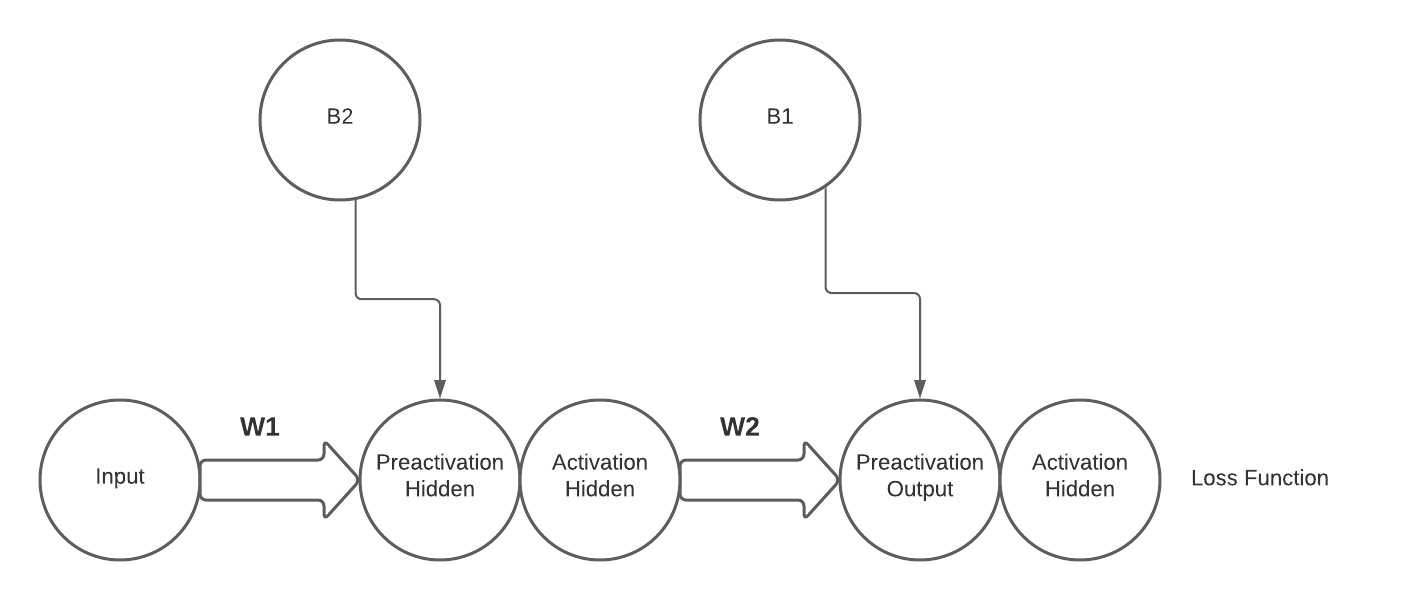 B2
B1
W1
W2
Input
Preactivation
Hidden
Activation
Hidden
Preactivation
Output
Activation
Hidden
Loss Function